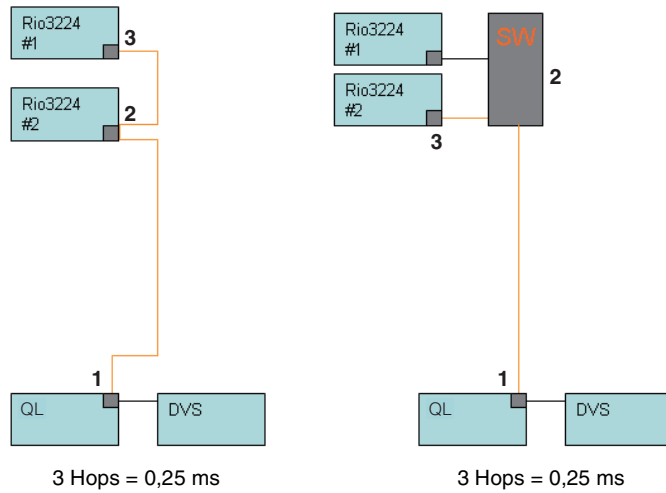 Rio3224
#1
3
Rio3224
#2
2
1
QL
DVS
3 Hops = 0,25 ms
Rio3224
#1
SW
2
Rio3224
#2
3
1
QL
DVS
3 Hops = 0,25 ms